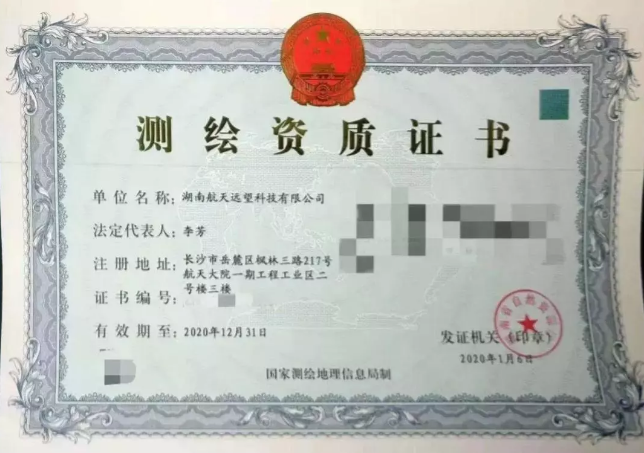 测绘资质证书
单位名称: 湖南航天远望科技有限公司
法定代表人: 李芳
注册地址: 长沙市岳麓区枫林三路217号
航天大院一期工程工业区二
号楼三楼
证书编号:
有效期至: 2020年12月31日
发证机关（印章）
2020年1月6日
国家测绘地理信息局制